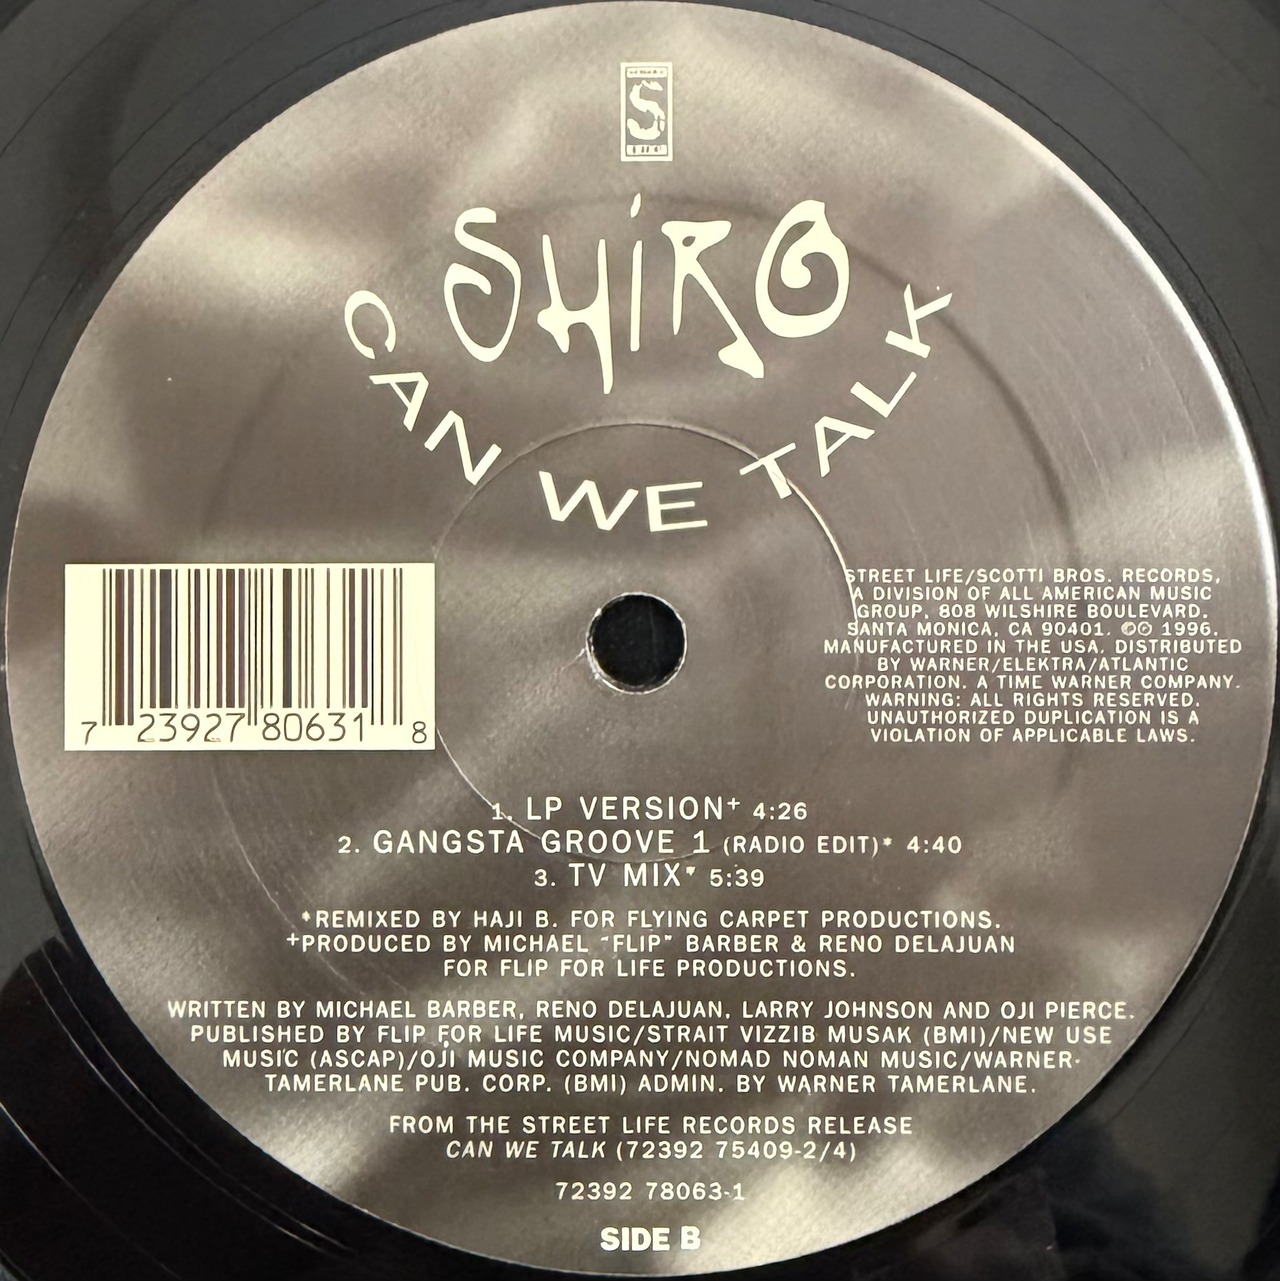 S
SHIRO
CAN WE TALK
STREET LIFE/SCOTTI BROS. RECORDS,
A DIVISION OF ALL AMERICAN MUSIC
GROUP, 808 WILSHIRE BOULEVARD.
SANTA MONICA, CA 90401. ©℗ 1996.
MANUFACTURED IN THE USA. DISTRIBUTED
BY WARNER/ELEKTRA/ATLANTIC
CORPORATION. A TIME WARNER COMPANY.
WARNING: ALL RIGHTS RESERVED.
UNAUTHORIZED DUPLICATION IS A
VIOLATION OF APPLICABLE LAWS.
7 23927 80631 8
1. LP VERSION+ 4:26
2. GANGSTA GROOVE 1 (RADIO EDIT)* 4:40
3. TV MIX* 5:39
*REMIXED BY HAJI B. FOR FLYING CARPET PRODUCTIONS.
+PRODUCED BY MICHAEL "FLIP" BARBER & RENO DELAJUAN
FOR FLIP FOR LIFE PRODUCTIONS.
WRITTEN BY MICHAEL BARBER, RENO DELAJUAN, LARRY JOHNSON AND OJI PIERCE.
PUBLISHED BY FLIP FOR LIFE MUSIC/STRAIT VIZZIB MUSAK (BMI)/NEW USE
MUSIC (ASCAP)/OJI MUSIC COMPANY/NOMAD NOMAN MUSIC/WARNER-
TAMERLANE PUB. CORP. (BMI) ADMIN. BY WARNER TAMERLANE.
FROM THE STREET LIFE RECORDS RELEASE
CAN WE TALK (72392 75409-2/4)
72392 78063-1
SIDE B